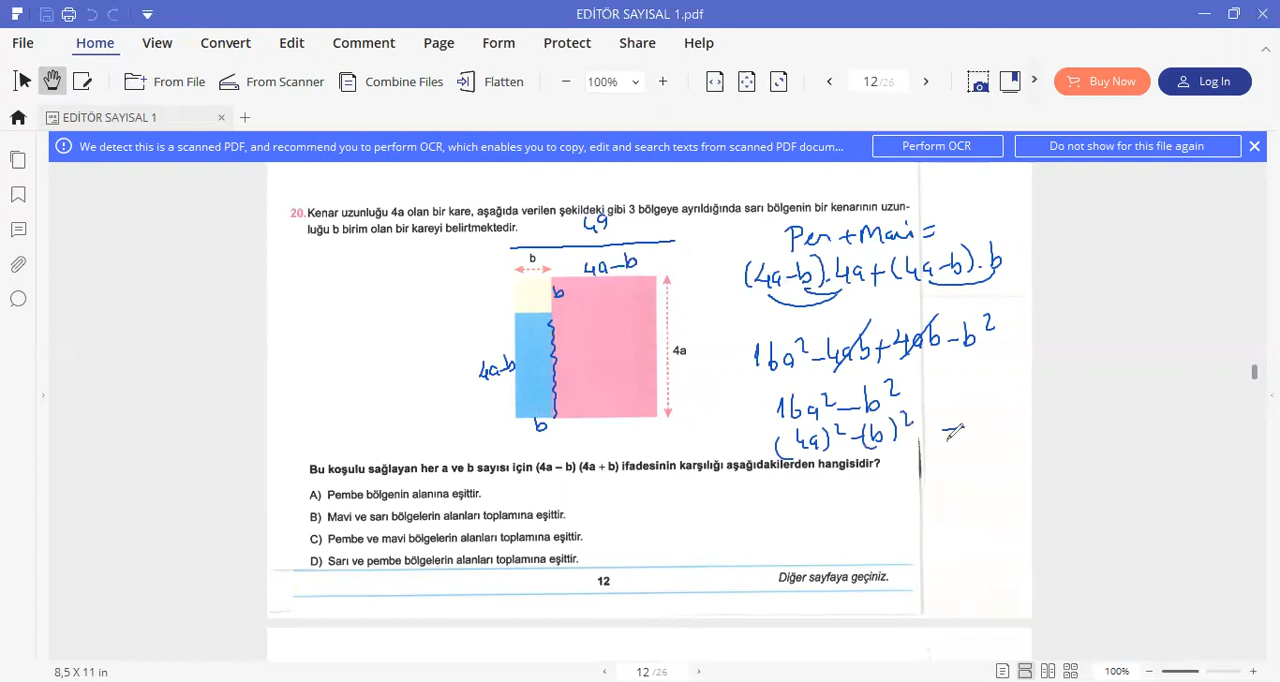 EDİTÖR SAYISAL 1.pdf
File Home View Convert Edit Comment Page Form Protect Share Help
From File From Scanner Combine Files Flatten 100% 12/26 Buy Now Log In
EDİTÖR SAYISAL 1
We detect this is a scanned PDF, and recommend you to perform OCR, which enables you to copy, edit and search texts from scanned PDF docum... Perform OCR Do not show for this file again
20. Kenar uzunluğu 4a olan bir kare, aşağıda verilen şekildeki gibi 3 bölgeye ayrıldığında sarı bölgenin bir kenarının uzun-
luğu b birim olan bir kareyi belirtmektedir.
4a
b
4a-b
b
4a-b
4a
b
Pem + Mavi =
(4a-b).4a+(4a-b).b
16a²-4ab+4ab-b²
16a²-b²
(4a)²-(b)² =
Bu koşulu sağlayan her a ve b sayısı için (4a – b) (4a + b) ifadesinin karşılığı aşağıdakilerden hangisidir?
A) Pembe bölgenin alanına eşittir.
B) Mavi ve sarı bölgelerin alanları toplamına eşittir.
C) Pembe ve mavi bölgelerin alanları toplamına eşittir.
D) Sarı ve pembe bölgelerin alanları toplamına eşittir.
12
Diğer sayfaya geçiniz.
8,5 X 11 in 12/26 100%